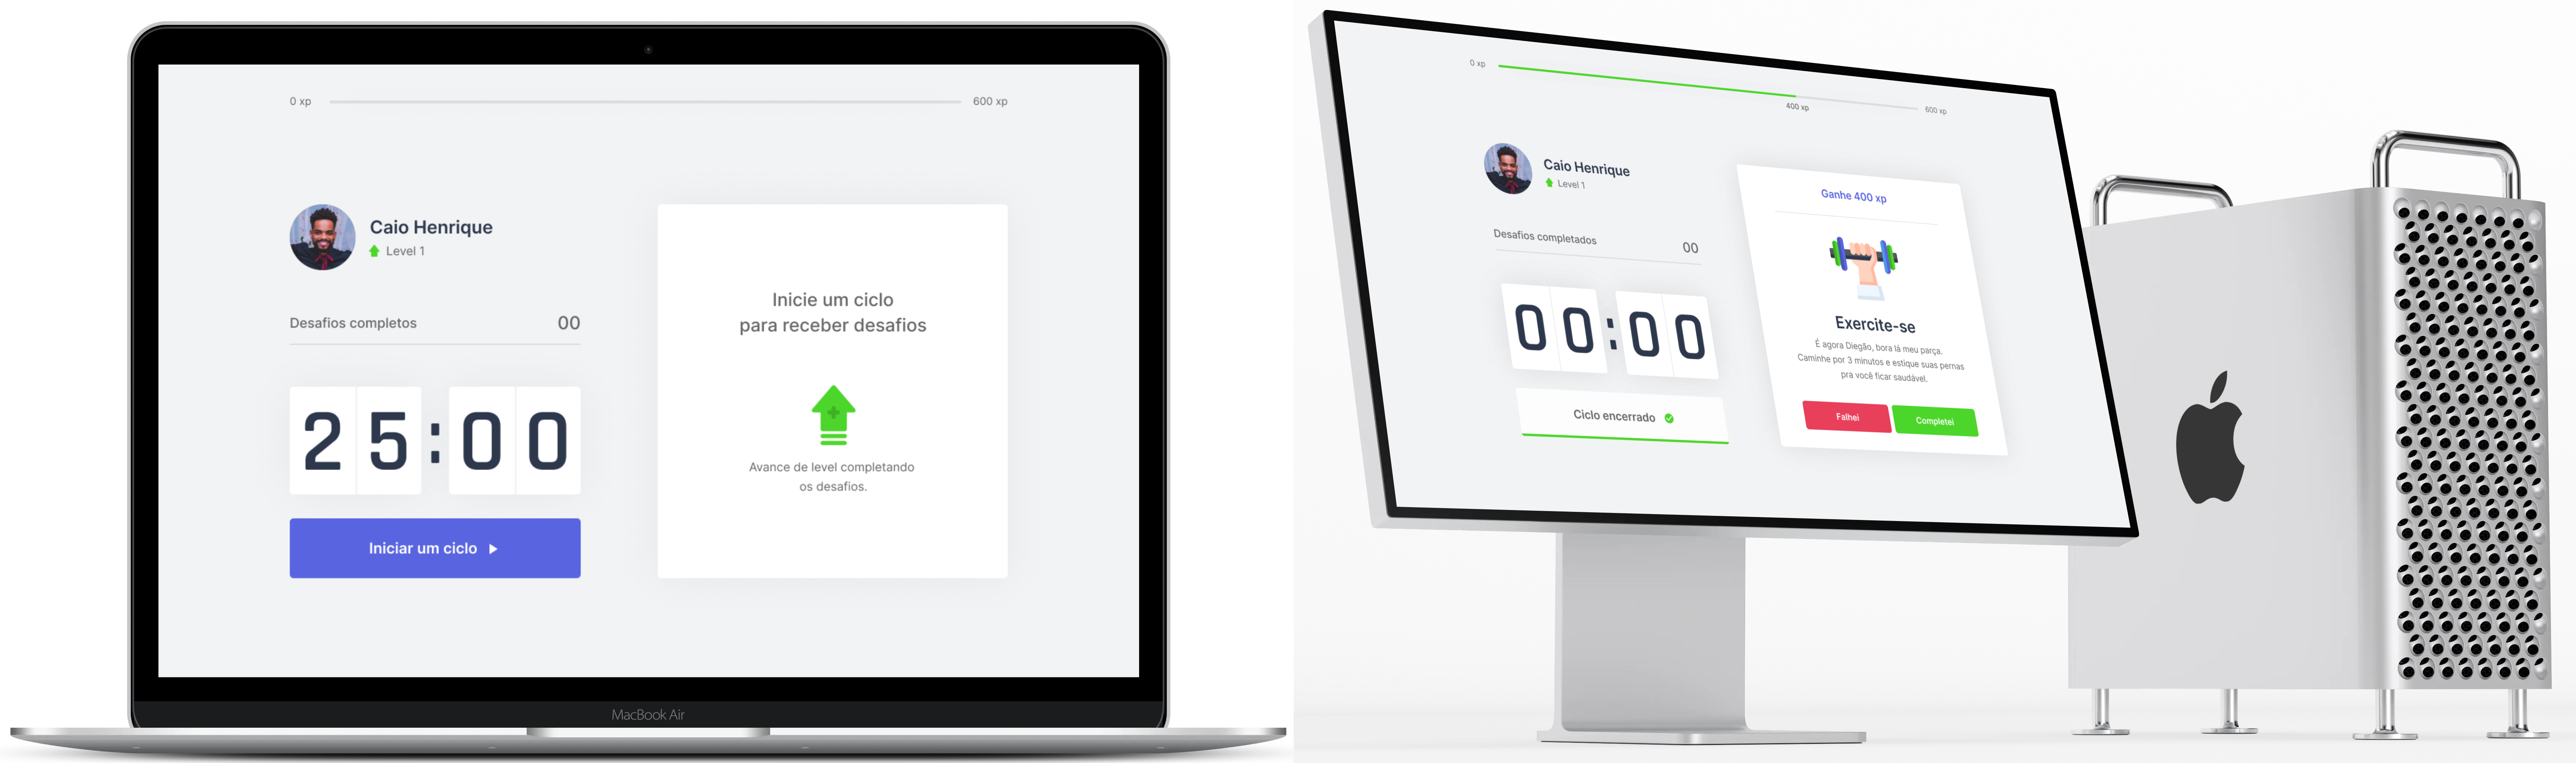 0 xp
600 xp
Caio Henrique
Level 1
Desafios completos
00
25:00
Iniciar um ciclo
Inicie um ciclo
para receber desafios
Avance de level completando
os desafios.
MacBook Air
0 xp
400 xp
600 xp
Caio Henrique
Level 1
Desafios completados
00
00:00
Ciclo encerrado
Ganhe 400 xp
Exercite-se
É agora Diegão, bora lá meu parça.
Caminhe por 3 minutos e estique suas pernas
pra você ficar saudável.
Falhei
Completei